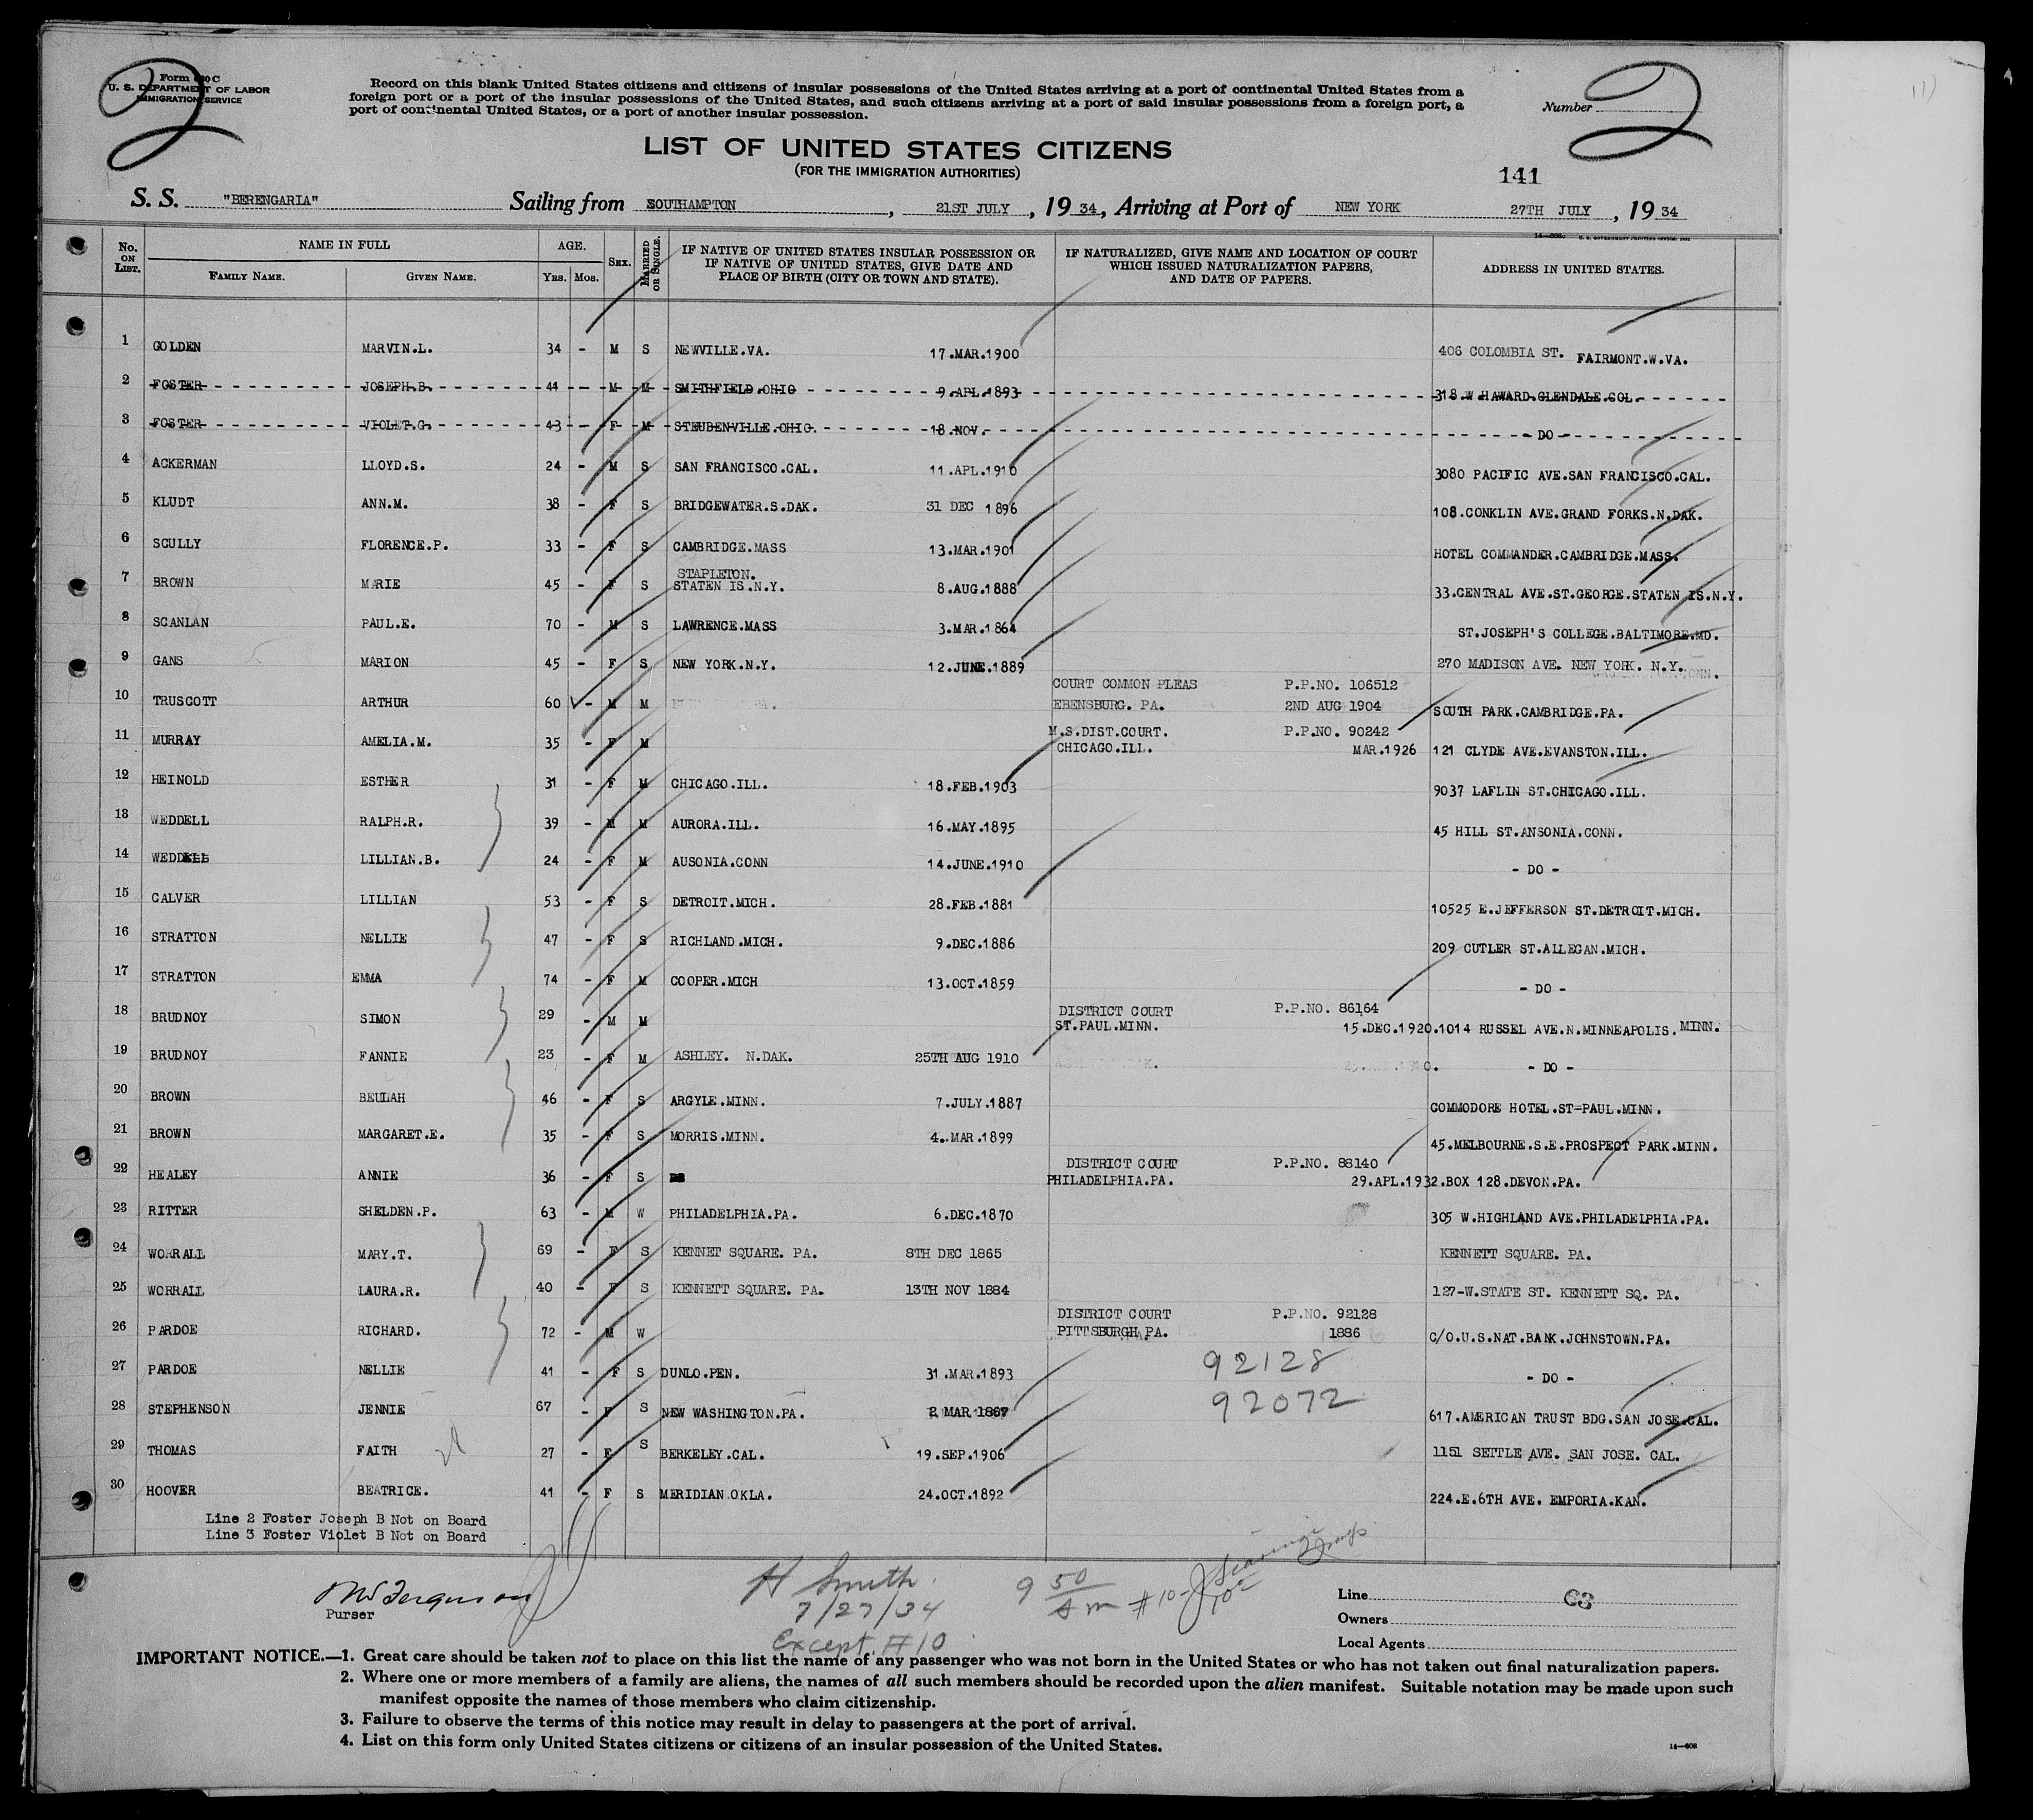 2
2
Form 630 C
U. S. DEPARTMENT OF LABOR
IMMIGRATION SERVICE
Record on this blank United States citizens and citizens of insular possessions of the United States arriving at a port of continental United States from a
foreign port or a port of the insular possessions of the United States, and such citizens arriving at a port of said insular possessions from a foreign port, a
port of continental United States, or a port of another insular possession.
Number
LIST OF UNITED STATES CITIZENS
(FOR THE IMMIGRATION AUTHORITIES)
141
S. S. "BERENGARIA" Sailing from SOUTHAMPTON, 21ST JULY, 1934, Arriving at Port of NEW YORK 27TH JULY, 1934
No. ON LIST. NAME IN FULL AGE. SEX. MARRIED OR SINGLE. IF NATIVE OF UNITED STATES INSULAR POSSESSION OR IF NATIVE OF UNITED STATES, GIVE DATE AND PLACE OF BIRTH (CITY OR TOWN AND STATE). IF NATURALIZED, GIVE NAME AND LOCATION OF COURT WHICH ISSUED NATURALIZATION PAPERS, AND DATE OF PAPERS. ADDRESS IN UNITED STATES.
FAMILY NAME. GIVEN NAME. YRS. MOS.
1 GOLDEN MARVIN.L. 34 - M S NEWVILLE.VA. 17.MAR.1900 406 COLOMBIA ST. FAIRMONT.W.VA.
2 FOSTER JOSEPH.B. 44 - M M SMITHFIELD.OHIO 9.APL.1893 318.W.HAWARD.GLENDALE.COL.
3 FOSTER VIOLET.G. 43 - F M STEUBENVILLE.OHIO. 18.NOV. - DO -
4 ACKERMAN LLOYD.S. 24 - M S SAN FRANCISCO.CAL. 11.APL.1910 3080 PACIFIC AVE.SAN FRANCISCO.CAL.
5 KLUDT ANN.M. 38 - F S BRIDGEWATER.S.DAK. 31 DEC 1896 108.CONKLIN AVE.GRAND FORKS.N.DAK.
6 SCULLY FLORENCE.P. 33 - F S CAMBRIDGE.MASS 13.MAR.1901 HOTEL COMMANDER.CAMBRIDGE.MASS.
STAPLETON.
7 BROWN MARIE 45 - F S STATEN IS.N.Y. 8.AUG.1888 33.CENTRAL AVE.ST.GEORGE.STATEN IS.N.Y.
8 SCANLAN PAUL.E. 70 - M S LAWRENCE.MASS 3.MAR.1864 ST.JOSEPH'S COLLEGE.BALTIMORE.MD.
9 GANS MARION 45 - F S NEW YORK.N.Y. 12.JUNE.1889 270 MADISON AVE. NEW YORK. N.Y.
COURT COMMON PLEAS P.P.NO. 106512
10 TRUSCOTT ARTHUR 60 - M M EBENSBURG. PA. 2ND AUG 1904 SOUTH PARK.CAMBRIDGE.PA.
M.S.DIST.COURT. P.P.NO. 90242
11 MURRAY AMELIA.M. 35 - F M CHICAGO.ILL. MAR.1926 121 CLYDE AVE.EVANSTON.ILL.
12 HEINOLD ESTHER 31 - F M CHICAGO.ILL. 18.FEB.1903 9037 LAFLIN ST.CHICAGO.ILL.
13 WEDDELL RALPH.R. 39 - M M AURORA.ILL. 16.MAY.1895 45 HILL ST.ANSONIA.CONN.
14 WEDDELL LILLIAN.B. 24 - F M AUSONIA.CONN 14.JUNE.1910 - DO -
15 CALVER LILLIAN 53 - F S DETROIT.MICH. 28.FEB.1881 10525 E.JEFFERSON ST.DETROIT.MICH.
16 STRATTON NELLIE 47 - F S RICHLAND.MICH. 9.DEC.1886 209 CUTLER ST.ALLEGAN.MICH.
17 STRATTON EMMA 74 - F M COOPER.MICH 13.OCT.1859 - DO -
DISTRICT COURT P.P.NO. 86164
18 BRUDNOY SIMON 29 - M M ST.PAUL.MINN. 15.DEC.1920. 1014 RUSSEL AVE.N.MINNEAPOLIS. MINN.
19 BRUDNOY FANNIE 23 - F M ASHLEY. N.DAK. 25TH AUG 1910 - DO -
20 BROWN BEULAH 46 - F S ARGYLE.MINN. 7.JULY.1887 COMMODORE HOTEL.ST=PAUL.MINN.
21 BROWN MARGARET.E. 35 - F S MORRIS.MINN. 4.MAR.1899 45.MELBOURNE.S.E.PROSPECT PARK.MINN.
DISTRICT COURT P.P.NO. 88140
22 HEALEY ANNIE 36 - F S PHILADELPHIA.PA. 29.APL.1932. BOX 128.DEVON.PA.
23 RITTER SHELDEN.P. 63 - M W PHILADELPHIA.PA. 6.DEC.1870 305 W.HIGHLAND AVE.PHILADELPHIA.PA.
24 WORRALL MARY.T. 69 - F S KENNET SQUARE. PA. 8TH DEC 1865 KENNETT SQUARE. PA.
25 WORRALL LAURA.R. 40 - F S KENNETT SQUARE. PA. 13TH NOV 1884 127-W.STATE ST. KENNETT SQ. PA.
DISTRICT COURT P.P.NO. 92128
26 PARDOE RICHARD. 72 - M W PITTSBURGH.PA. 1886 C/O.U.S.NAT.BANK.JOHNSTOWN.PA.
92128
27 PARDOE NELLIE 41 - F S DUNLO.PEN. 31.MAR.1893 - DO -
92072
28 STEPHENSON JENNIE 67 - F S NEW WASHINGTON.PA. 2 MAR 1867 617.AMERICAN TRUST BDG.SAN JOSE.CAL.
29 THOMAS FAITH 27 - F S BERKELEY.CAL. 19.SEP.1906 1151 SETTLE AVE. SAN JOSE. CAL.
30 HOOVER BEATRICE. 41 - F S MERIDIAN.OKLA. 24.OCT.1892 224.E.6TH AVE. EMPORIA.KAN.
Line 2 Foster Joseph B Not on Board
Line 3 Foster Violet B Not on Board
Ferguson
Purser
H Smith.
7/27/34
Except #10
9 50 Am
#10-
Line
63
Owners
Local Agents
IMPORTANT NOTICE.—1. Great care should be taken not to place on this list the name of any passenger who was not born in the United States or who has not taken out final naturalization papers.
2. Where one or more members of a family are aliens, the names of all such members should be recorded upon the alien manifest. Suitable notation may be made upon such
manifest opposite the names of those members who claim citizenship.
3. Failure to observe the terms of this notice may result in delay to passengers at the port of arrival.
4. List on this form only United States citizens or citizens of an insular possession of the United States.
14—608